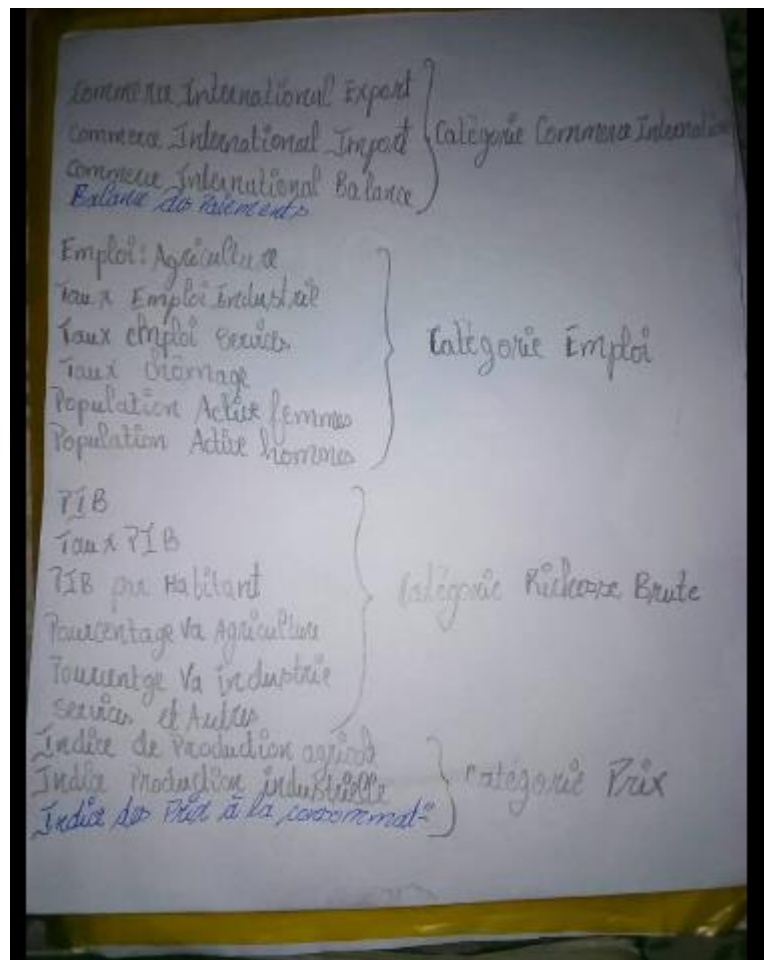 Commerce International Export
Commerce International Import
Commerce International Balance
Balance des Paiements
Catégorie Commerce Internation
Emploi: Agriculture
Taux Emploi Industriel
Taux emploi services
Taux chômage
Population Active femmes
Population Active hommes
Catégorie Emploi
PIB
Taux PIB
PIB par Habitant
Pourcentage Va Agriculture
Pourcentge Va industrie
services et Autres
Catégorie Richesse Brute
Indice de Production agricol
Indice Production industrielle
Indice des Prix à la consommat-
Catégorie Prix